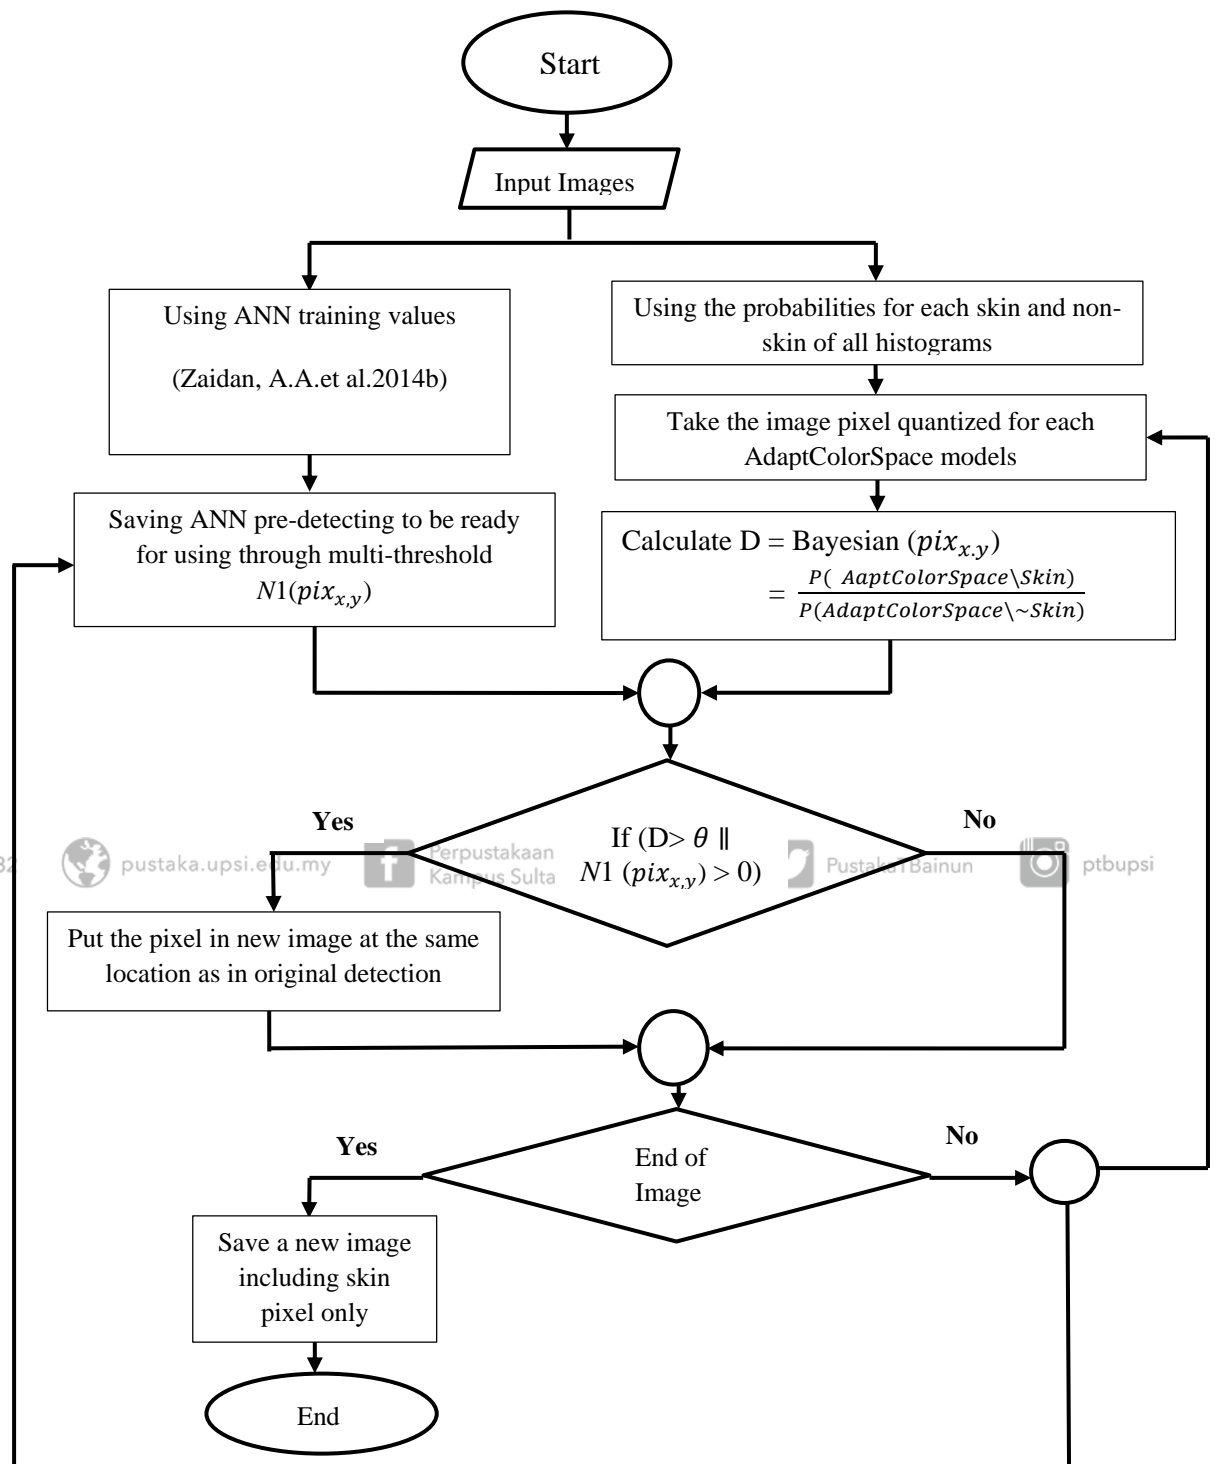 Start
Input Images
Using ANN training values
(Zaidan, A.A.et al.2014b)
Using the probabilities for each skin and non-
skin of all histograms
Take the image pixel quantized for each
AdaptColorSpace models
Saving ANN pre-detecting to be ready
for using through multi-threshold
𝑁1(𝑝𝑖𝑥𝑥,𝑦)
Calculate D = Bayesian (𝑝𝑖𝑥𝑥.𝑦)
= 𝑃( 𝐴𝑎𝑝𝑡𝐶𝑜𝑙𝑜𝑟𝑆𝑝𝑎𝑐𝑒\𝑆𝑘𝑖𝑛)
𝑃(𝐴𝑑𝑎𝑝𝑡𝐶𝑜𝑙𝑜𝑟𝑆𝑝𝑎𝑐𝑒\~𝑆𝑘𝑖𝑛)
Yes
No
If (D> 𝜃 ∥
𝑁1 (𝑝𝑖𝑥𝑥,𝑦) > 0)
32
pustaka.upsi.edu.my
Perpustakaan
Kampus Sulta
PustakaTBainun
ptbupsi
Put the pixel in new image at the same
location as in original detection
Yes
No
End of
Image
Save a new image
including skin
pixel only
End